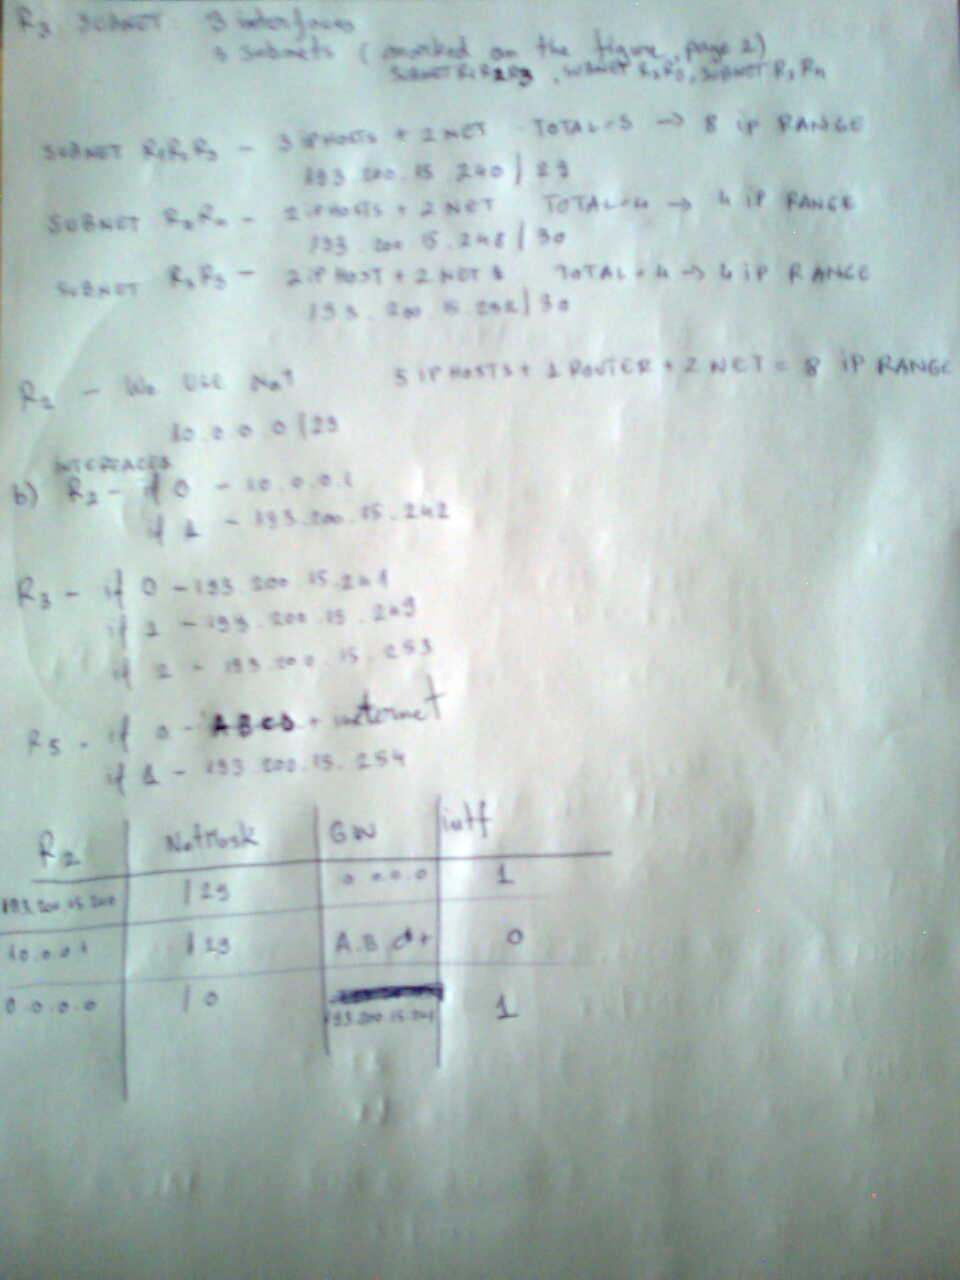 R3 SUBNET: 3 interfaces
3 subnets (marked on the figure, page 2)
SUBNET R1R2R3, SUBNET R3R5, SUBNET R3R4
SUBNET R1R2R3 - 3 IP HOSTS + 2 NET TOTAL=5 → 8 IP RANGE
193.200.15.240/29
SUBNET R3R4 - 2 IP HOSTS + 2 NET TOTAL=4 → 4 IP RANGE
193.200.15.248/30
SUBNET R3R5 - 2 IP HOST + 2 NET TOTAL=4 → 4 IP RANGE
193.200.15.252/30
R2 - We USE NAT 5 IP HOSTS + 1 ROUTER + 2 NET = 8 IP RANGE
10.0.0.0/29
INTERFACES
b) R2 - if 0 - 10.0.0.1
if 1 - 193.200.15.242
R3 - if 0 - 193.200.15.241
if 1 - 193.200.15.249
if 2 - 193.200.15.253
R5 - if 0 - ABCD + internet
if 1 - 193.200.15.254
R2 NetMask GW intf
193.200.15.240 /29 0.0.0.0 1
10.0.0.1 /29 A.B. 0
0.0.0.0 /0 193.200.15.241 1